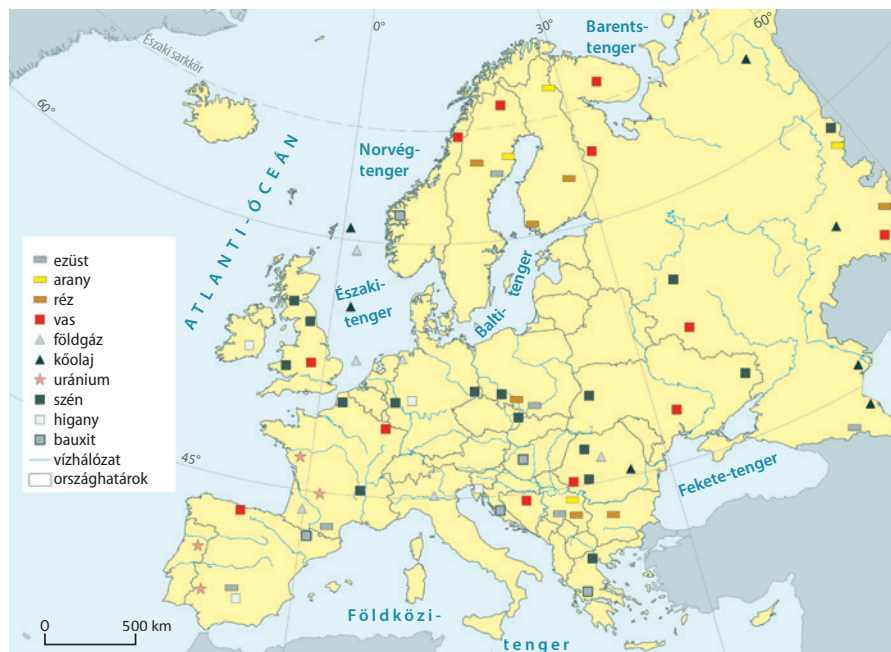 0°
30°
60°
Barents-
tenger
Északi sarkkör
60°
Norvég-
tenger
ATLANTI-ÓCEÁN
Északi-
tenger
Balti-
tenger
45°
Fekete-tenger
Földközi-
tenger
ezüst
arany
réz
vas
földgáz
kőolaj
uránium
szén
higany
bauxit
vízhálózat
országhatárok
0 500 km